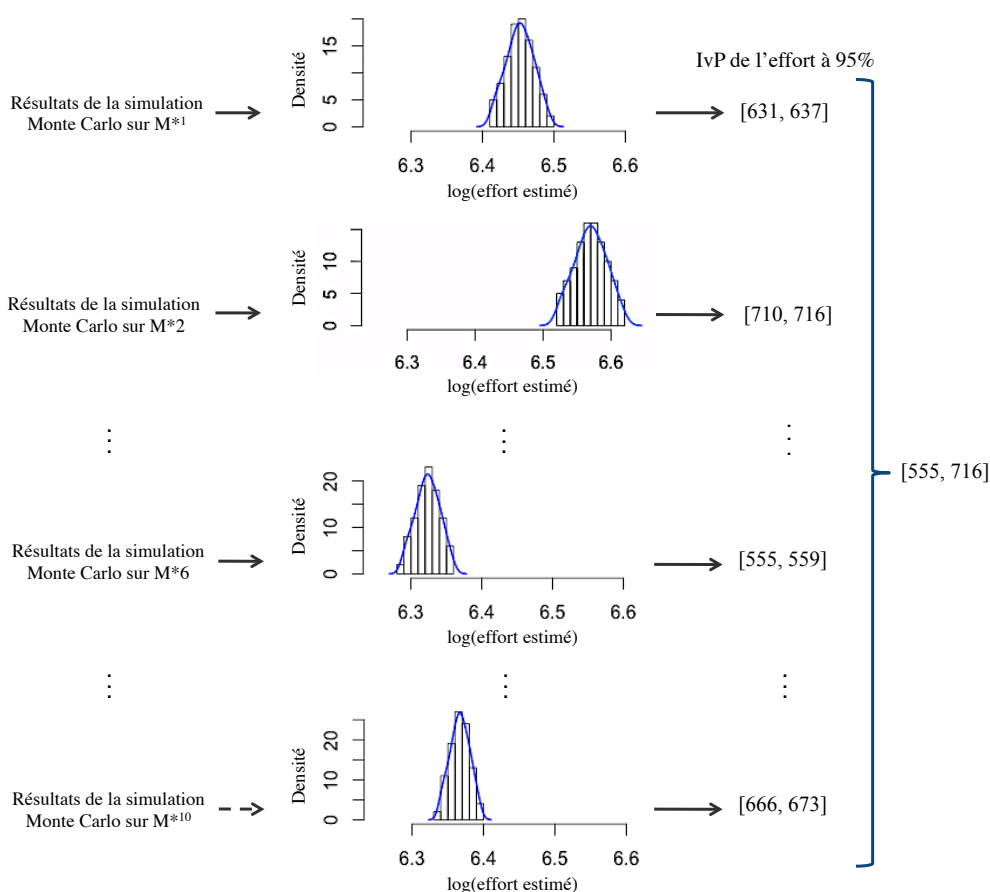 IvP de l'effort à 95%
Résultats de la simulation
Monte Carlo sur M*1
Densité
15
5
0
6.3 6.4 6.5 6.6
log(effort estimé)
[631, 637]
Résultats de la simulation
Monte Carlo sur M*2
Densité
10
5
0
6.3 6.4 6.5 6.6
log(effort estimé)
[710, 716]
⋮ ⋮ ⋮
[555, 716]
Résultats de la simulation
Monte Carlo sur M*6
Densité
20
10
0
6.3 6.4 6.5 6.6
log(effort estimé)
[555, 559]
⋮ ⋮ ⋮
Résultats de la simulation
Monte Carlo sur M*10
Densité
20
10
0
6.3 6.4 6.5 6.6
log(effort estimé)
[666, 673]